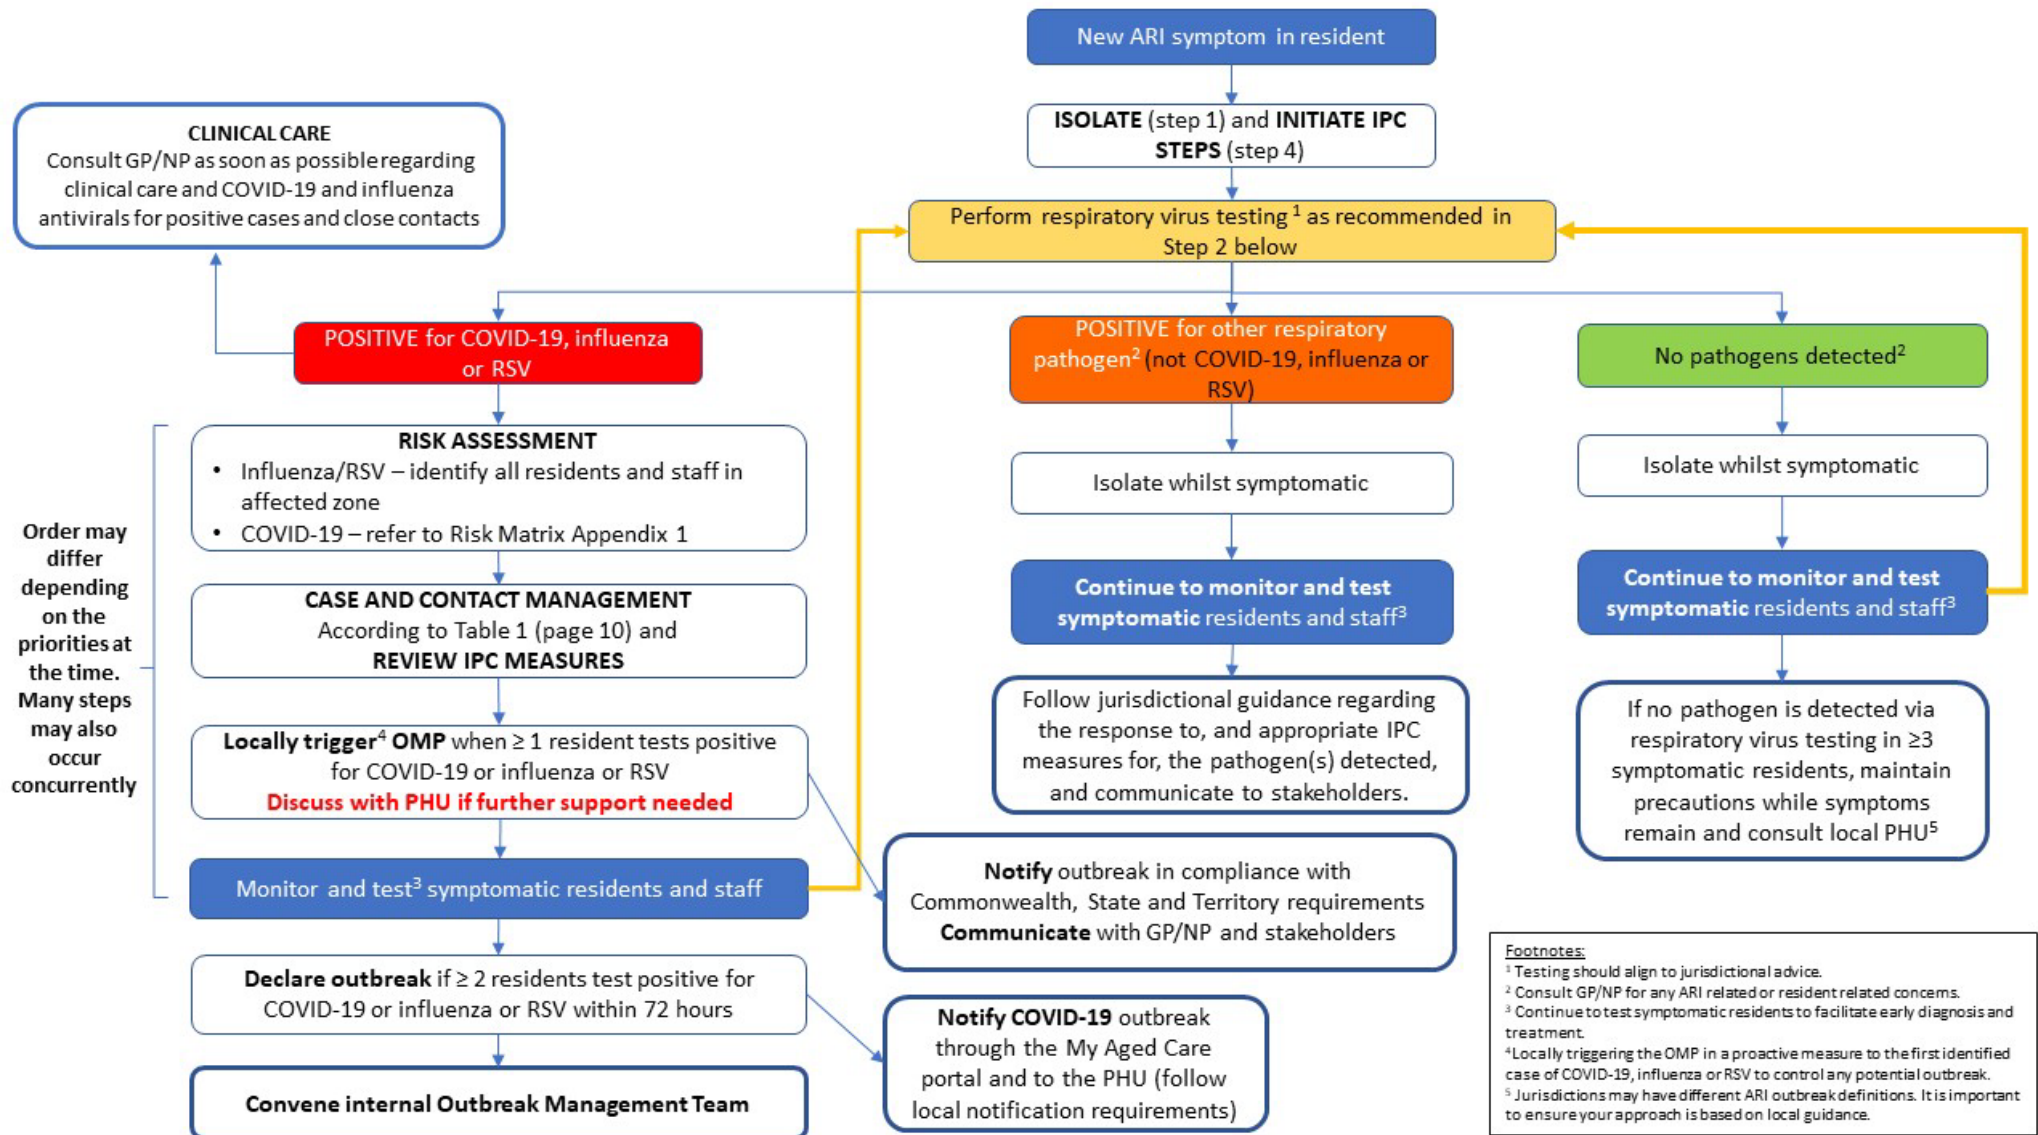 New ARI symptom in resident
ISOLATE (step 1) and INITIATE IPC
STEPS (step 4)
CLINICAL CARE
Consult GP/NP as soon as possible regarding
clinical care and COVID-19 and influenza
antivirals for positive cases and close contacts
Perform respiratory virus testing 1 as recommended in
Step 2 below
POSITIVE for COVID-19, influenza
or RSV
POSITIVE for other respiratory
pathogen2 (not COVID-19, influenza or
RSV)
No pathogens detected2
Order may
differ
depending
on the
priorities at
the time.
Many steps
may also
occur
concurrently
RISK ASSESSMENT
• Influenza/RSV – identify all residents and staff in
affected zone
• COVID-19 – refer to Risk Matrix Appendix 1
CASE AND CONTACT MANAGEMENT
According to Table 1 (page 10) and
REVIEW IPC MEASURES
Locally trigger4 OMP when ≥ 1 resident tests positive
for COVID-19 or influenza or RSV
Discuss with PHU if further support needed
Monitor and test3 symptomatic residents and staff
Declare outbreak if ≥ 2 residents test positive for
COVID-19 or influenza or RSV within 72 hours
Convene internal Outbreak Management Team
Isolate whilst symptomatic
Continue to monitor and test
symptomatic residents and staff3
Follow jurisdictional guidance regarding
the response to, and appropriate IPC
measures for, the pathogen(s) detected,
and communicate to stakeholders.
Notify outbreak in compliance with
Commonwealth, State and Territory requirements
Communicate with GP/NP and stakeholders
Notify COVID-19 outbreak
through the My Aged Care
portal and to the PHU (follow
local notification requirements)
Isolate whilst symptomatic
Continue to monitor and test
symptomatic residents and staff3
If no pathogen is detected via
respiratory virus testing in ≥3
symptomatic residents, maintain
precautions while symptoms
remain and consult local PHU5
Footnotes:
1 Testing should align to jurisdictional advice.
2 Consult GP/NP for any ARI related or resident related concerns.
3 Continue to test symptomatic residents to facilitate early diagnosis and
treatment.
4Locally triggering the OMP in a proactive measure to the first identified
case of COVID-19, influenza or RSV to control any potential outbreak.
5 Jurisdictions may have different ARI outbreak definitions. It is important
to ensure your approach is based on local guidance.